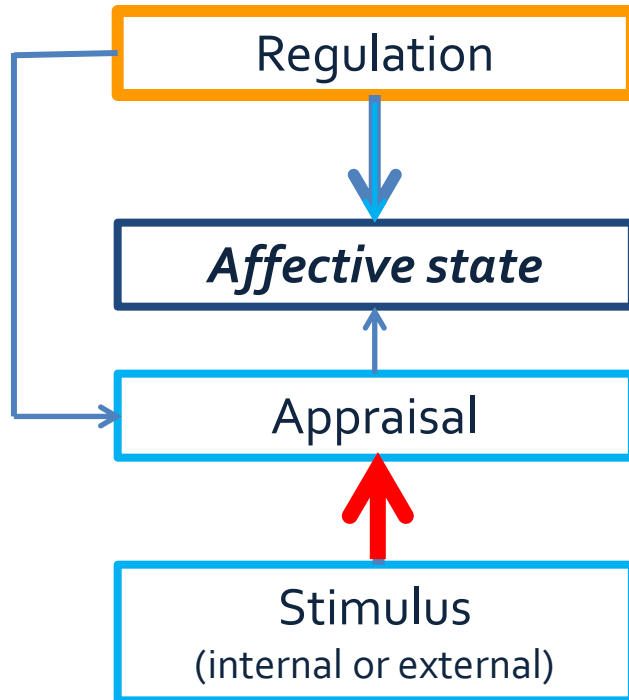 Regulation
Affective state
Appraisal
Stimulus
(internal or external)